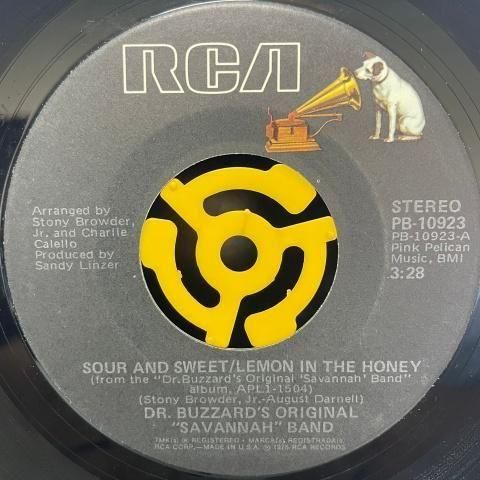 RCA
Arranged by
Stony Browder,
Jr. and Charlie
Calello
Produced by
Sandy Linzer
STEREO
PB-10923
PB-10923-A
Pink Pelican
Music, BMI
3:28
SOUR AND SWEET/LEMON IN THE HONEY
(from the "Dr.Buzzard's Original 'Savannah' Band"
album, APL1-1504)
(Stony Browder, Jr.-August Darnell)
DR. BUZZARD'S ORIGINAL
"SAVANNAH" BAND
TMK(s) ® REGISTERED • MARCA(s) REGISTRADA(s)
RCA CORP.—MADE IN U.S.A. ℗ 1976 RCA RECORDS